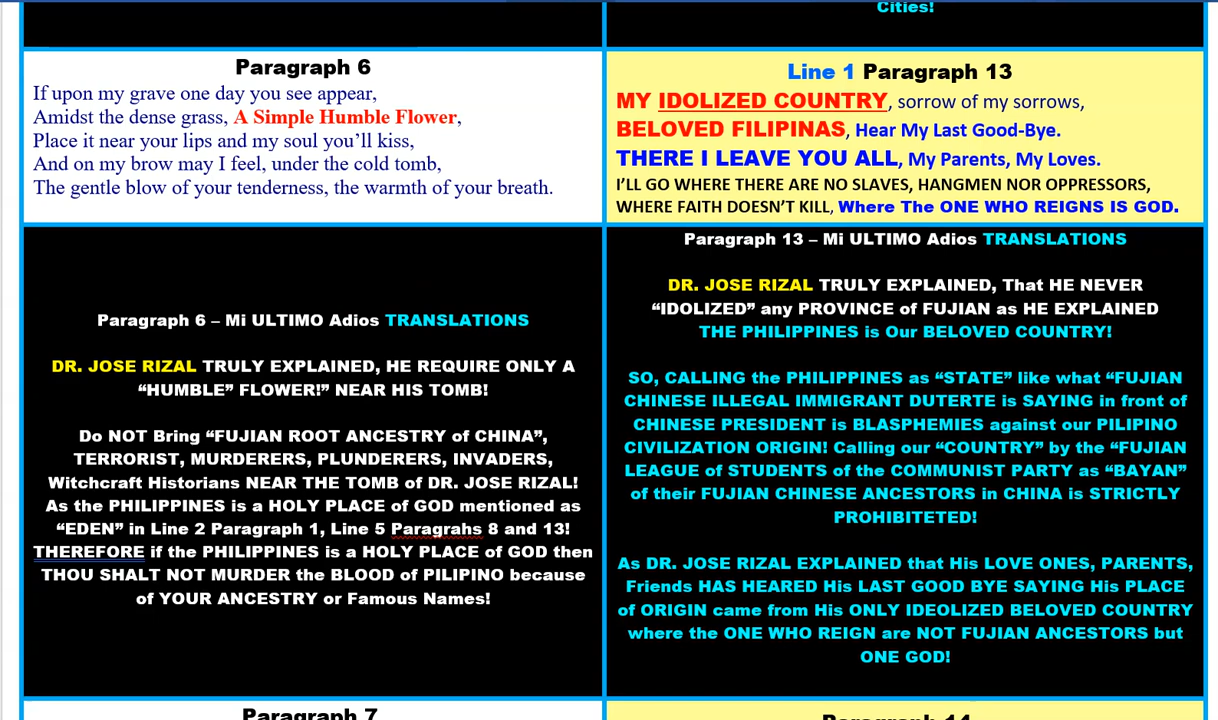 Cities!
Paragraph 6
If upon my grave one day you see appear,
Amidst the dense grass, A Simple Humble Flower,
Place it near your lips and my soul you'll kiss,
And on my brow may I feel, under the cold tomb,
The gentle blow of your tenderness, the warmth of your breath.
Line 1 Paragraph 13
MY IDOLIZED COUNTRY, sorrow of my sorrows,
BELOVED FILIPINAS, Hear My Last Good-Bye.
THERE I LEAVE YOU ALL, My Parents, My Loves.
I'LL GO WHERE THERE ARE NO SLAVES, HANGMEN NOR OPPRESSORS,
WHERE FAITH DOESN'T KILL, Where The ONE WHO REIGNS IS GOD.
Paragraph 6 – Mi ULTIMO Adios TRANSLATIONS
DR. JOSE RIZAL TRULY EXPLAINED, HE REQUIRE ONLY A
“HUMBLE” FLOWER!” NEAR HIS TOMB!
Do NOT Bring “FUJIAN ROOT ANCESTRY of CHINA”,
TERRORIST, MURDERERS, PLUNDERERS, INVADERS,
Witchcraft Historians NEAR THE TOMB of DR. JOSE RIZAL!
As the PHILIPPINES is a HOLY PLACE of GOD mentioned as
“EDEN” in Line 2 Paragraph 1, Line 5 Paragrahs 8 and 13!
THEREFORE if the PHILIPPINES is a HOLY PLACE of GOD then
THOU SHALT NOT MURDER the BLOOD of PILIPINO because
of YOUR ANCESTRY or Famous Names!
Paragraph 13 – Mi ULTIMO Adios TRANSLATIONS
DR. JOSE RIZAL TRULY EXPLAINED, That HE NEVER
“IDOLIZED” any PROVINCE of FUJIAN as HE EXPLAINED
THE PHILIPPINES is Our BELOVED COUNTRY!
SO, CALLING the PHILIPPINES as “STATE” like what “FUJIAN
CHINESE ILLEGAL IMMIGRANT DUTERTE is SAYING in front of
CHINESE PRESIDENT is BLASPHEMIES against our PILIPINO
CIVILIZATION ORIGIN! Calling our “COUNTRY” by the “FUJIAN
LEAGUE of STUDENTS of the COMMUNIST PARTY as “BAYAN”
of their FUJIAN CHINESE ANCESTORS in CHINA is STRICTLY
PROHIBITETED!
As DR. JOSE RIZAL EXPLAINED that His LOVE ONES, PARENTS,
Friends HAS HEARED His LAST GOOD BYE SAYING His PLACE
of ORIGIN came from His ONLY IDEOLIZED BELOVED COUNTRY
where the ONE WHO REIGN are NOT FUJIAN ANCESTORS but
ONE GOD!
Paragraph 7
Paragraph 14